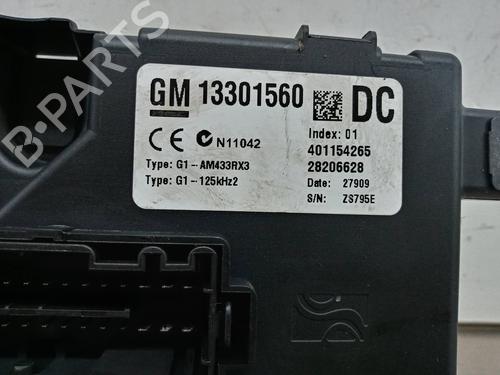 B-PARTS
GM 13301560 DC
Index: 01
CE N11042
401154265
Type: G1-AM433RX3
28206628
Type: G1-125kHz2
Date: 27909
S/N: ZS795E